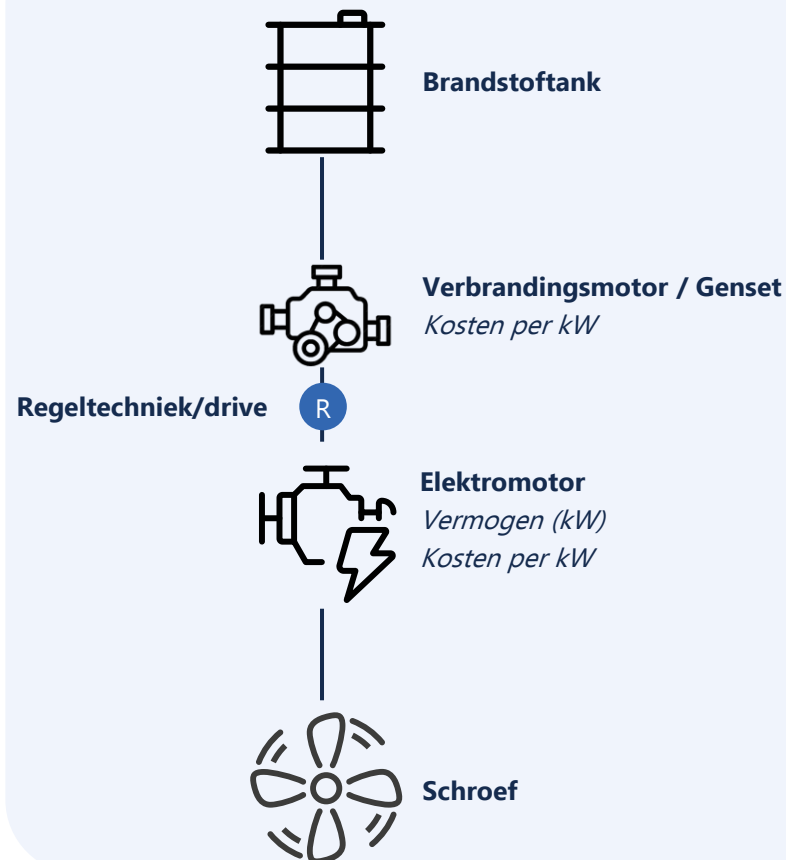 Brandstoftank
Verbrandingsmotor / Genset
Kosten per kW
Regeltechniek/drive
R
Elektromotor
Vermogen (kW)
Kosten per kW
Schroef